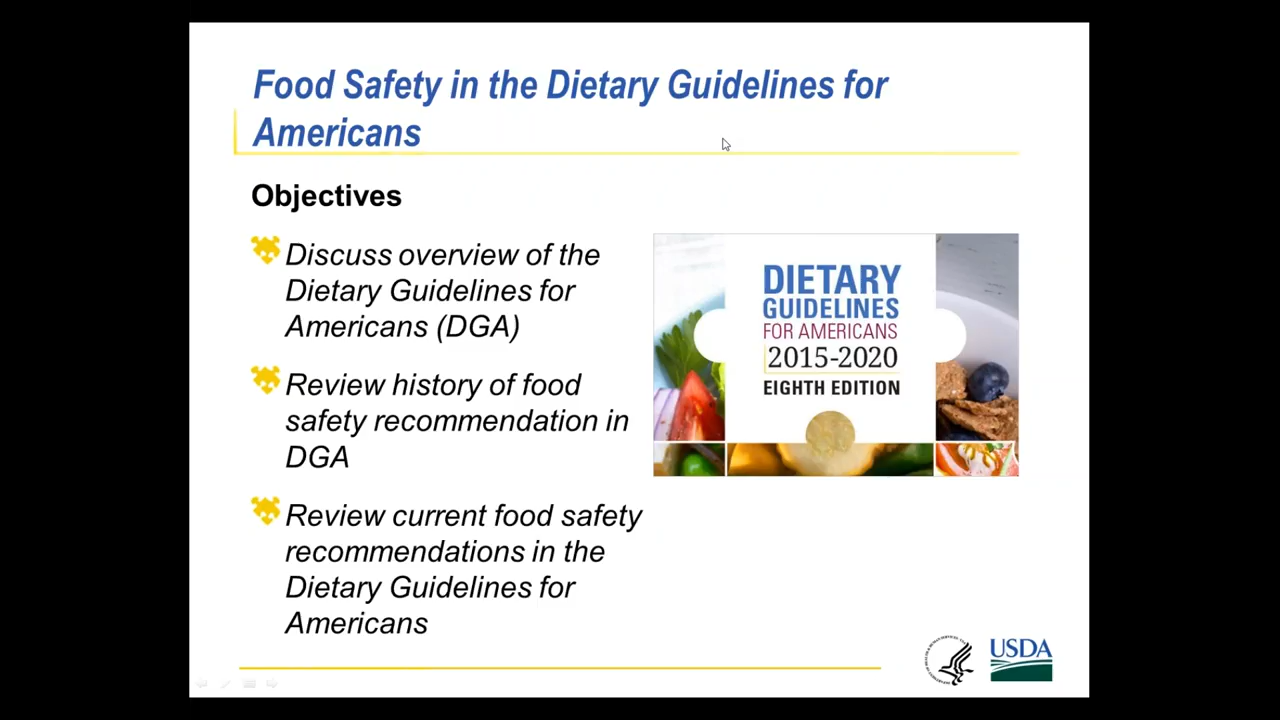 Food Safety in the Dietary Guidelines for
Americans
Objectives
Discuss overview of the
Dietary Guidelines for
Americans (DGA)
Review history of food
safety recommendation in
DGA
Review current food safety
recommendations in the
Dietary Guidelines for
Americans
DIETARY
GUIDELINES
FOR AMERICANS
2015-2020
EIGHTH EDITION
USDA